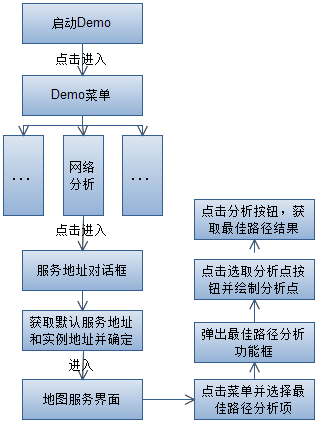 启动Demo
点击进入
Demo菜单
...
网络
分析
...
点击进入
服务地址对话框
获取默认服务地址
和实例地址并确定
进入
地图服务界面
点击菜单并选择最
佳路径分析项
弹出最佳路径分析
功能框
点击选取分析点按
钮并绘制分析点
点击分析按钮，获
取最佳路径结果